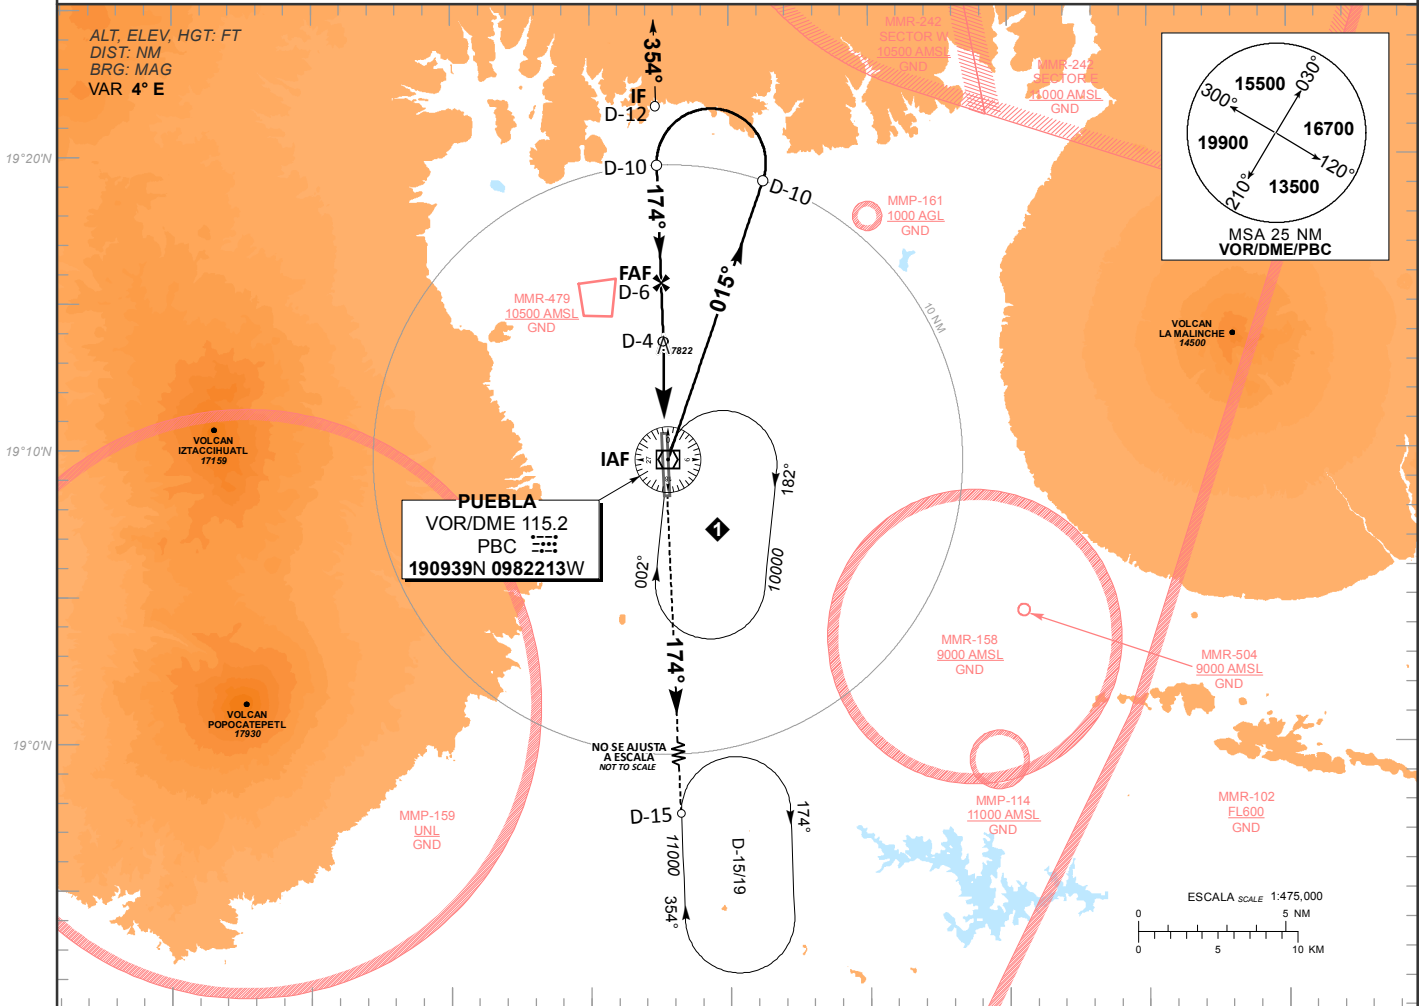 ALT, ELEV, HGT: FT
DIST: NM
BRG: MAG
VAR 4° E
354°
IF
D-12
MMR-242
SECTOR W
10500 AMSL
GND
MMR-242
SECTOR E
11000 AMSL
GND
15500
030°
300°
16700
19900
120°
210°
13500
MSA 25 NM
VOR/DME/PBC
19°20'N
D-10
D-10
174°
MMP-161
1000 AGL
GND
FAF
D-6
015°
MMR-479
10500 AMSL
GND
10 NM
D-4
7822
VOLCAN
LA MALINCHE
14500
VOLCAN
IZTACCIHUATL
17159
19°10'N
IAF
182°
PUEBLA
VOR/DME 115.2
PBC
190939N 0982213W
1
002°
10000
174°
MMR-158
9000 AMSL
GND
MMR-504
9000 AMSL
GND
VOLCAN
POPOCATEPETL
17930
19°0'N
NO SE AJUSTA
A ESCALA
NOT TO SCALE
MMP-159
UNL
GND
D-15
11000
354°
D-15/19
174°
MMP-114
11000 AMSL
GND
MMR-102
FL600
GND
ESCALA SCALE 1:475,000
0 5 NM
0 5 10 KM